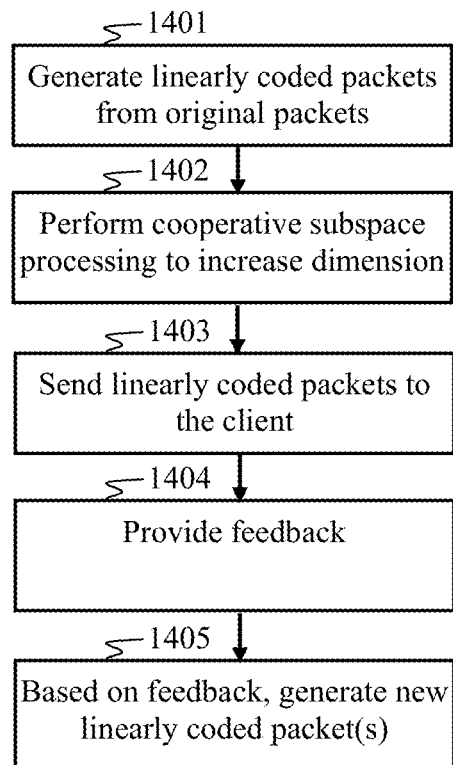 1401
Generate linearly coded packets
from original packets
1402
Perform cooperative subspace
processing to increase dimension
1403
Send linearly coded packets to
the client
1404
Provide feedback
1405
Based on feedback, generate new
linearly coded packet(s)